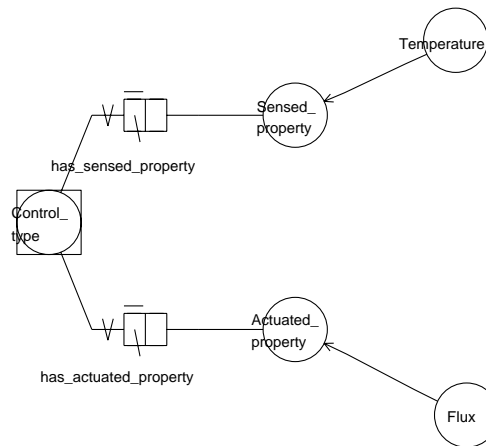 Temperature
Sensed_
property
has_sensed_property
Control_
type
Actuated_
property
has_actuated_property
Flux